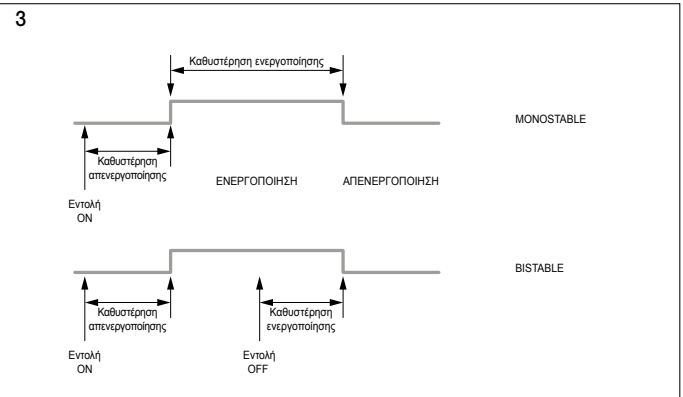 3
Καθυστέρηση ενεργοποίησης
MONOSTABLE
Καθυστέρηση
απενεργοποίησης
ΕΝΕΡΓΟΠΟΙΗΣΗ
ΑΠΕΝΕΡΓΟΠΟΙΗΣΗ
Εντολή
ON
BISTABLE
Καθυστέρηση
απενεργοποίησης
Καθυστέρηση
ενεργοποίησης
Εντολή
ON
Εντολή
OFF